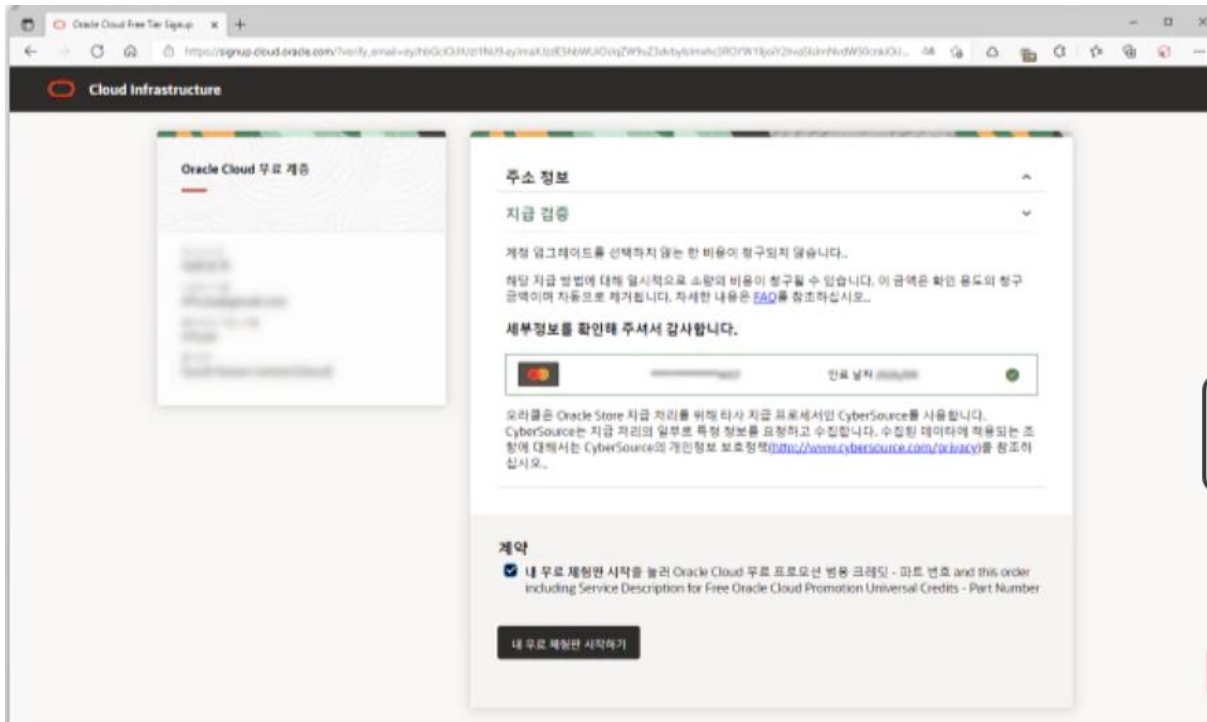 Oracle Cloud Free Tier Signup
Cloud Infrastructure
Oracle Cloud 무료 계층
주소 정보
지급 검증
계정 업그레이드를 선택하지 않는 한 비용이 청구되지 않습니다..
해당 지급 방법에 대해 일시적으로 소량의 비용이 청구될 수 있습니다. 이 금액은 확인 용도의 청구
금액이며 자동으로 제거됩니다. 자세한 내용은 FAQ를 참조하십시오..
세부정보를 확인해 주셔서 감사합니다.
만료 날짜
오라클은 Oracle Store 지급 처리를 위해 타사 지급 프로세서인 CyberSource를 사용합니다.
CyberSource는 지급 처리의 일부로 특정 정보를 요청하고 수집합니다. 수집된 데이터에 적용되는 조
항에 대해서는 CyberSource의 개인정보 보호정책(http://www.cybersource.com/privacy)를 참조하
십시오..
계약
내 무료 체험판 시작을 눌러 Oracle Cloud 무료 프로모션 범용 크레딧 - 파트 번호 and this order
including Service Description for Free Oracle Cloud Promotion Universal Credits - Part Number
내 무료 체험판 시작하기